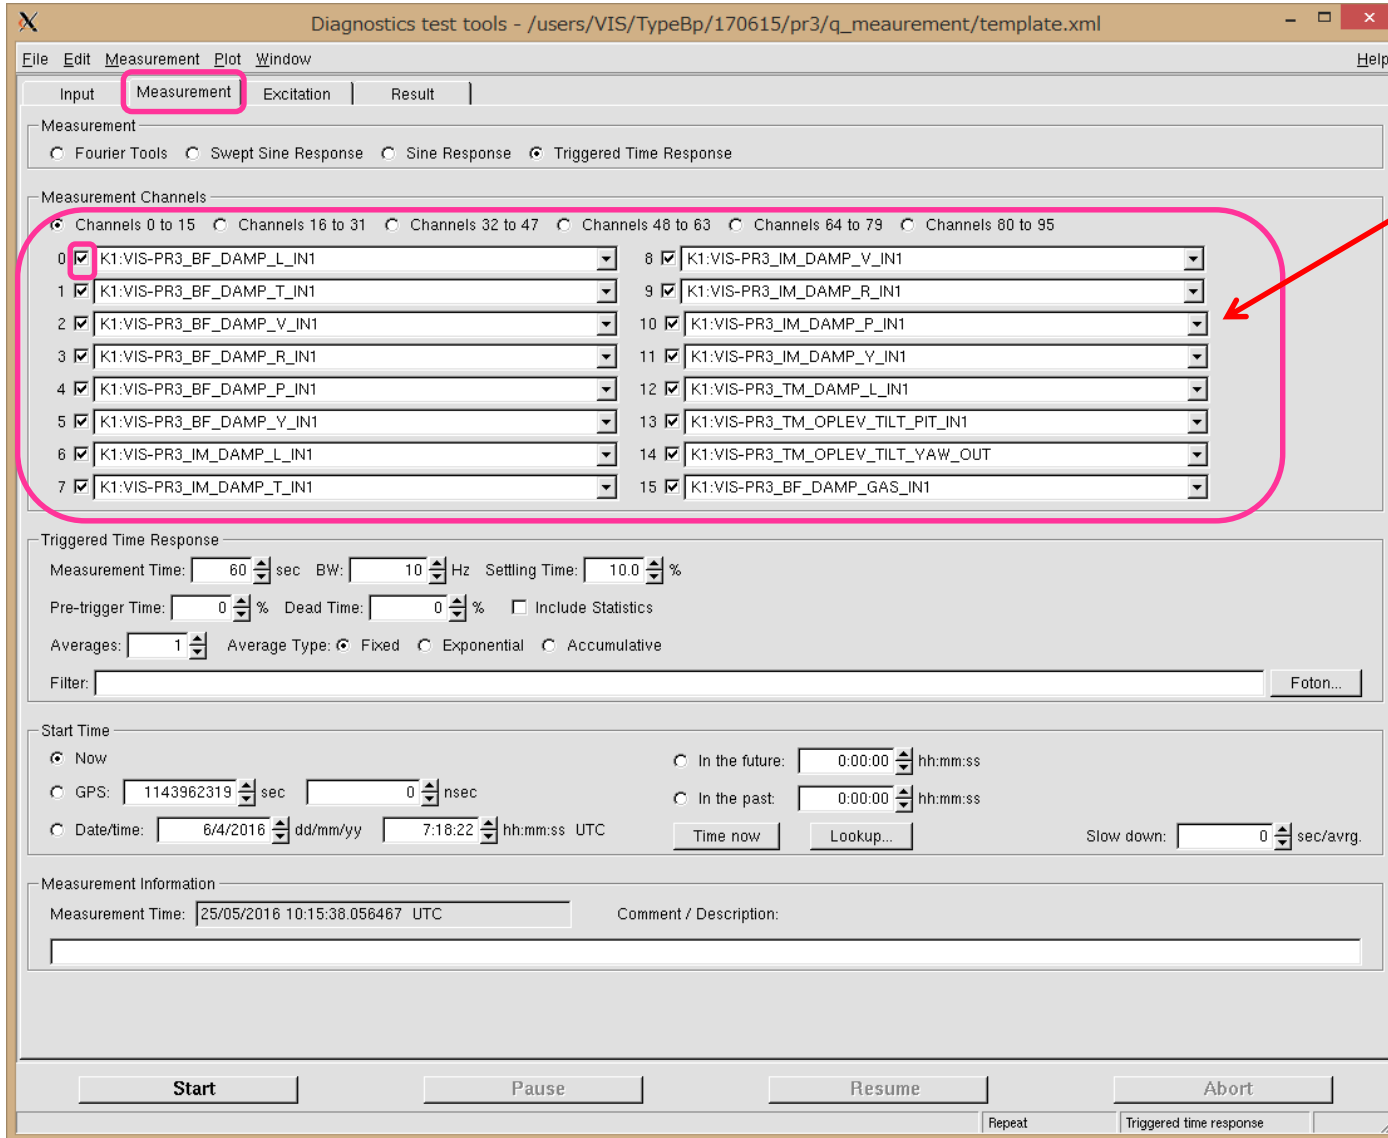 Diagnostics test tools - /users/VIS/TypeBp/170615/pr3/q_meaurement/template.xml
File Edit Measurement Plot Window Help
Input Measurement Excitation Result
Measurement
Fourier Tools Swept Sine Response Sine Response Triggered Time Response
Measurement Channels
Channels 0 to 15 Channels 16 to 31 Channels 32 to 47 Channels 48 to 63 Channels 64 to 79 Channels 80 to 95
0 K1:VIS-PR3_BF_DAMP_L_IN1 8 K1:VIS-PR3_IM_DAMP_V_IN1
1 K1:VIS-PR3_BF_DAMP_T_IN1 9 K1:VIS-PR3_IM_DAMP_R_IN1
2 K1:VIS-PR3_BF_DAMP_V_IN1 10 K1:VIS-PR3_IM_DAMP_P_IN1
3 K1:VIS-PR3_BF_DAMP_R_IN1 11 K1:VIS-PR3_IM_DAMP_Y_IN1
4 K1:VIS-PR3_BF_DAMP_P_IN1 12 K1:VIS-PR3_TM_DAMP_L_IN1
5 K1:VIS-PR3_BF_DAMP_Y_IN1 13 K1:VIS-PR3_TM_OPLEV_TILT_PIT_IN1
6 K1:VIS-PR3_IM_DAMP_L_IN1 14 K1:VIS-PR3_TM_OPLEV_TILT_YAW_OUT
7 K1:VIS-PR3_IM_DAMP_T_IN1 15 K1:VIS-PR3_BF_DAMP_GAS_IN1
Triggered Time Response
Measurement Time: 60 sec BW: 10 Hz Settling Time: 10.0 %
Pre-trigger Time: 0 % Dead Time: 0 % Include Statistics
Averages: 1 Average Type: Fixed Exponential Accumulative
Filter: Foton...
Start Time
Now In the future: 0:00:00 hh:mm:ss
GPS: 1143962319 sec 0 nsec In the past: 0:00:00 hh:mm:ss
Date/time: 6/4/2016 dd/mm/yy 7:18:22 hh:mm:ss UTC Time now Lookup... Slow down: 0 sec/avrg.
Measurement Information
Measurement Time: 25/05/2016 10:15:38.056467 UTC Comment / Description:
Start Pause Resume Abort
Repeat Triggered time response